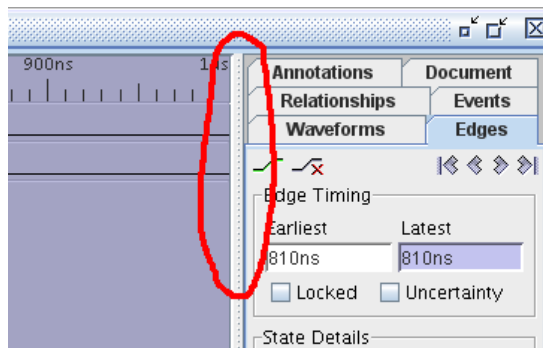 900ns 1us
Annotations Document
Relationships Events
Waveforms Edges
Edge Timing
Earliest Latest
810ns 810ns
Locked Uncertainty
State Details